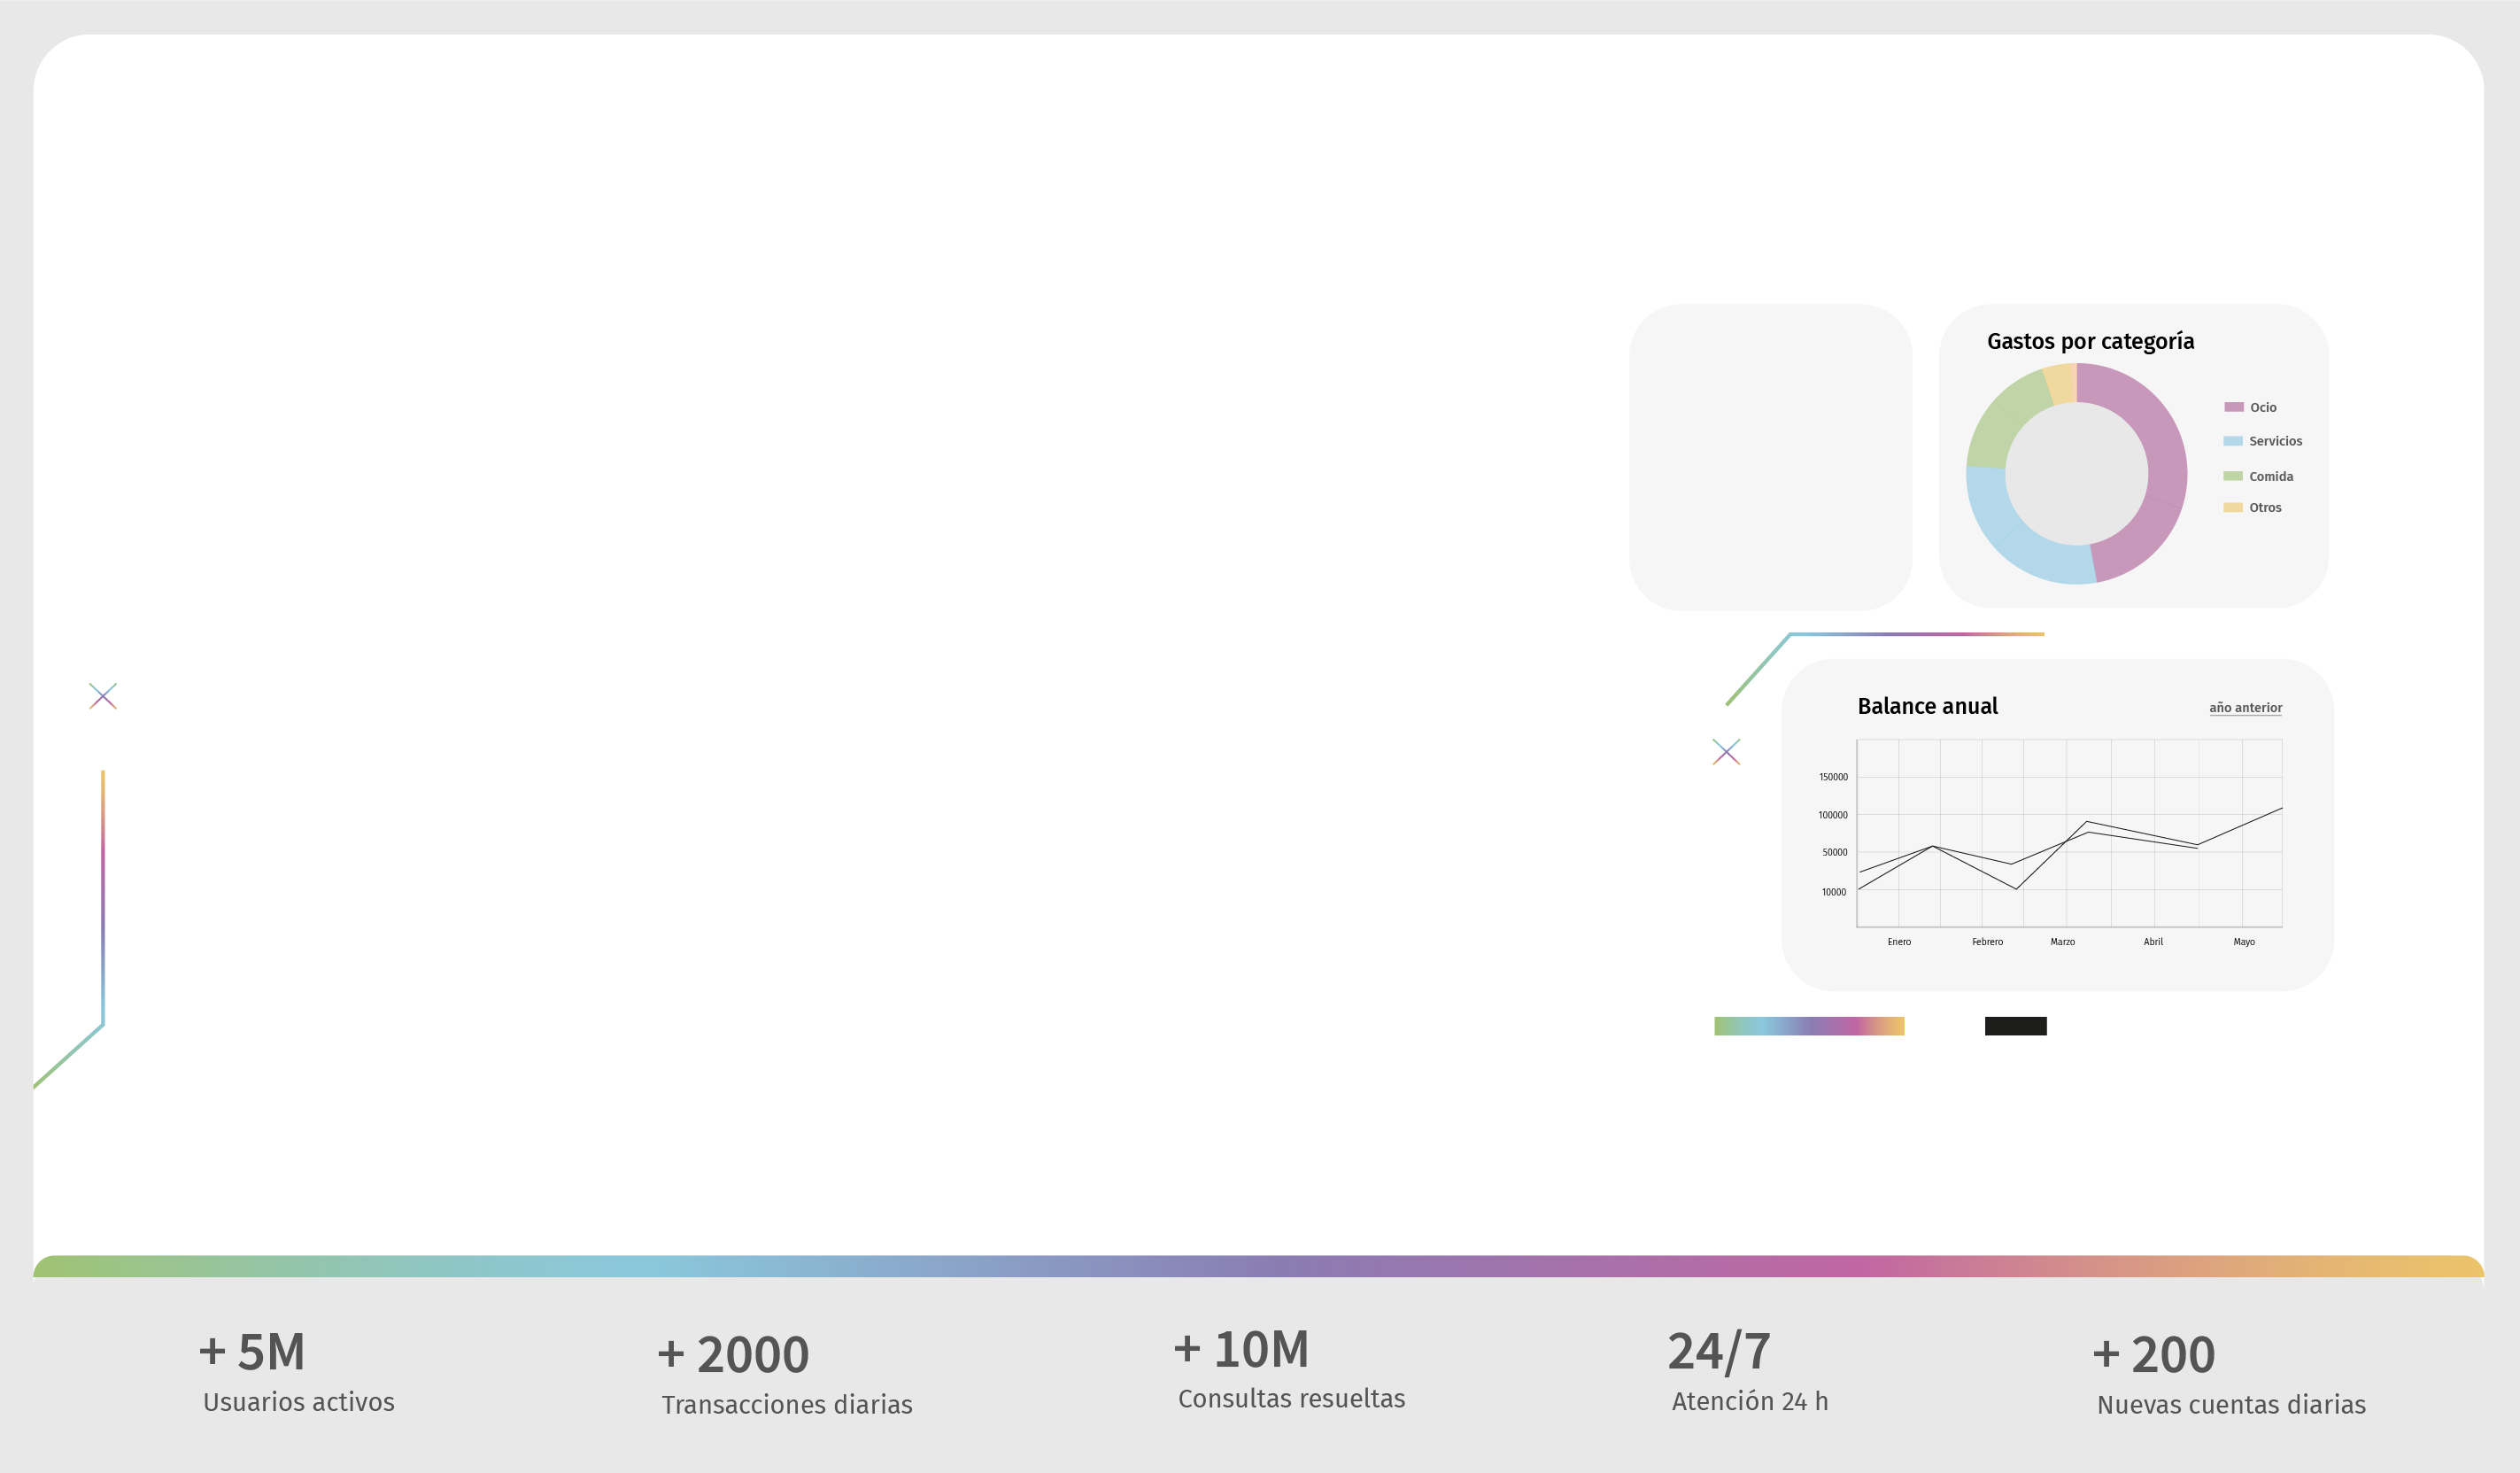 Gastos por categoría
Ocio
Servicios
Comida
Otros
Balance anual
año anterior
150000
100000
50000
10000
Enero Febrero Marzo Abril Mayo
+ 5M
Usuarios activos
+ 2000
Transacciones diarias
+ 10M
Consultas resueltas
24/7
Atención 24 h
+ 200
Nuevas cuentas diarias